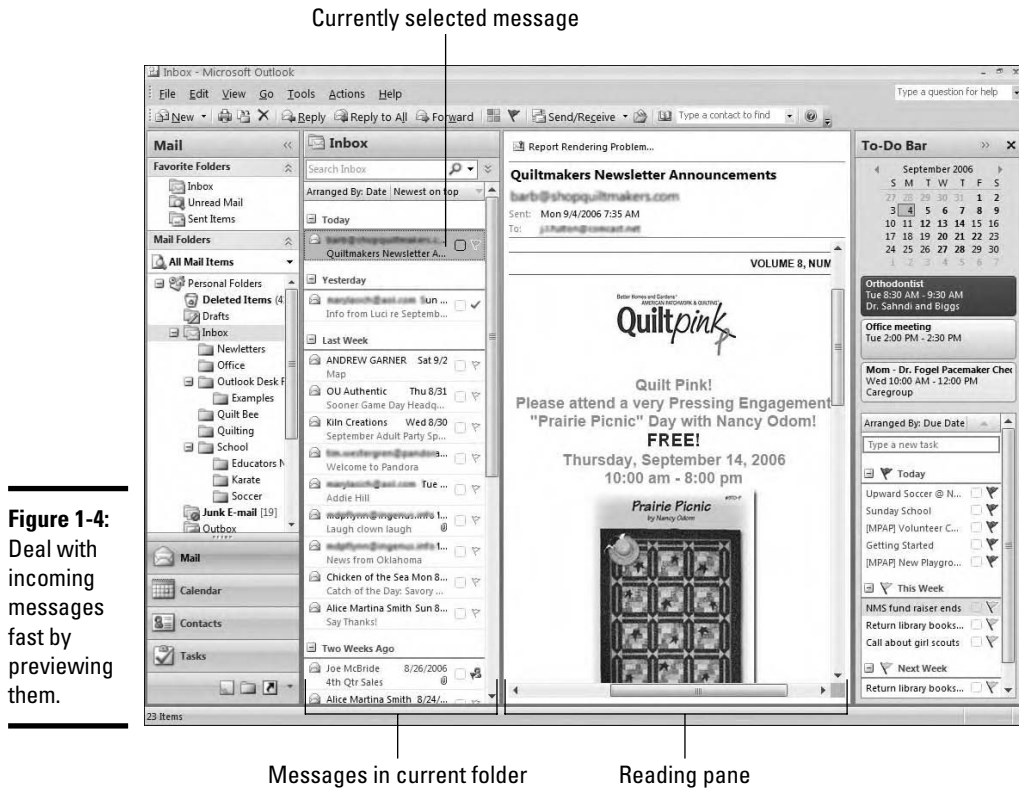 Currently selected message
Inbox - Microsoft Outlook
File Edit View Go Tools Actions Help
Type a question for help
New Reply Reply to All Forward Send/Receive Type a contact to find
Mail
Favorite Folders
Inbox
Unread Mail
Sent Items
Mail Folders
All Mail Items
Personal Folders
Deleted Items (4
Drafts
Inbox
Newletters
Office
Outlook Desk F
Examples
Quilt Bee
Quilting
School
Educators N
Karate
Soccer
Junk E-mail [19]
Outbox
Mail
Calendar
Contacts
Tasks
23 Items
Inbox
Search Inbox
Arranged By: Date Newest on top
Today
Quiltmakers Newsletter A...
Yesterday
Sun ...
Info from Luci re Septemb...
Last Week
ANDREW GARNER Sat 9/2
Map
OU Authentic Thu 8/31
Sooner Game Day Headq...
Kiln Creations Wed 8/30
September Adult Party Sp...
Welcome to Pandora
Tue ...
Addie Hill
Laugh clown laugh
News from Oklahoma
Chicken of the Sea Mon 8...
Catch of the Day: Savory ...
Alice Martina Smith Sun 8...
Say Thanks!
Two Weeks Ago
Joe McBride 8/26/2006
4th Qtr Sales
Alice Martina Smith 8/24/...
Report Rendering Problem...
Quiltmakers Newsletter Announcements
Sent: Mon 9/4/2006 7:35 AM
To:
VOLUME 8, NUM
Better Homes and Gardens
AMERICAN PATCHWORK & QUILTING
Quiltpink
Quilt Pink!
Please attend a very Pressing Engagement
"Prairie Picnic" Day with Nancy Odom!
FREE!
Thursday, September 14, 2006
10:00 am - 8:00 pm
Prairie Picnic
by Nancy Odom
To-Do Bar
September 2006
S M T W T F S
27 28 29 30 31 1 2
3 4 5 6 7 8 9
10 11 12 13 14 15 16
17 18 19 20 21 22 23
24 25 26 27 28 29 30
1 2 3 4 5 6 7
Orthodontist
Tue 8:30 AM - 9:30 AM
Dr. Sahndi and Biggs
Office meeting
Tue 2:00 PM - 2:30 PM
Mom - Dr. Fogel Pacemaker Chec
Wed 10:00 AM - 12:00 PM
Caregroup
Arranged By: Due Date
Type a new task
Today
Upward Soccer @ N...
Sunday School
[MPAP] Volunteer C...
Getting Started
[MPAP] New Playgro...
This Week
NMS fund raiser ends
Return library books...
Call about girl scouts
Next Week
Return library books...
Figure 1-4:
Deal with
incoming
messages
fast by
previewing
them.
Messages in current folder
Reading pane